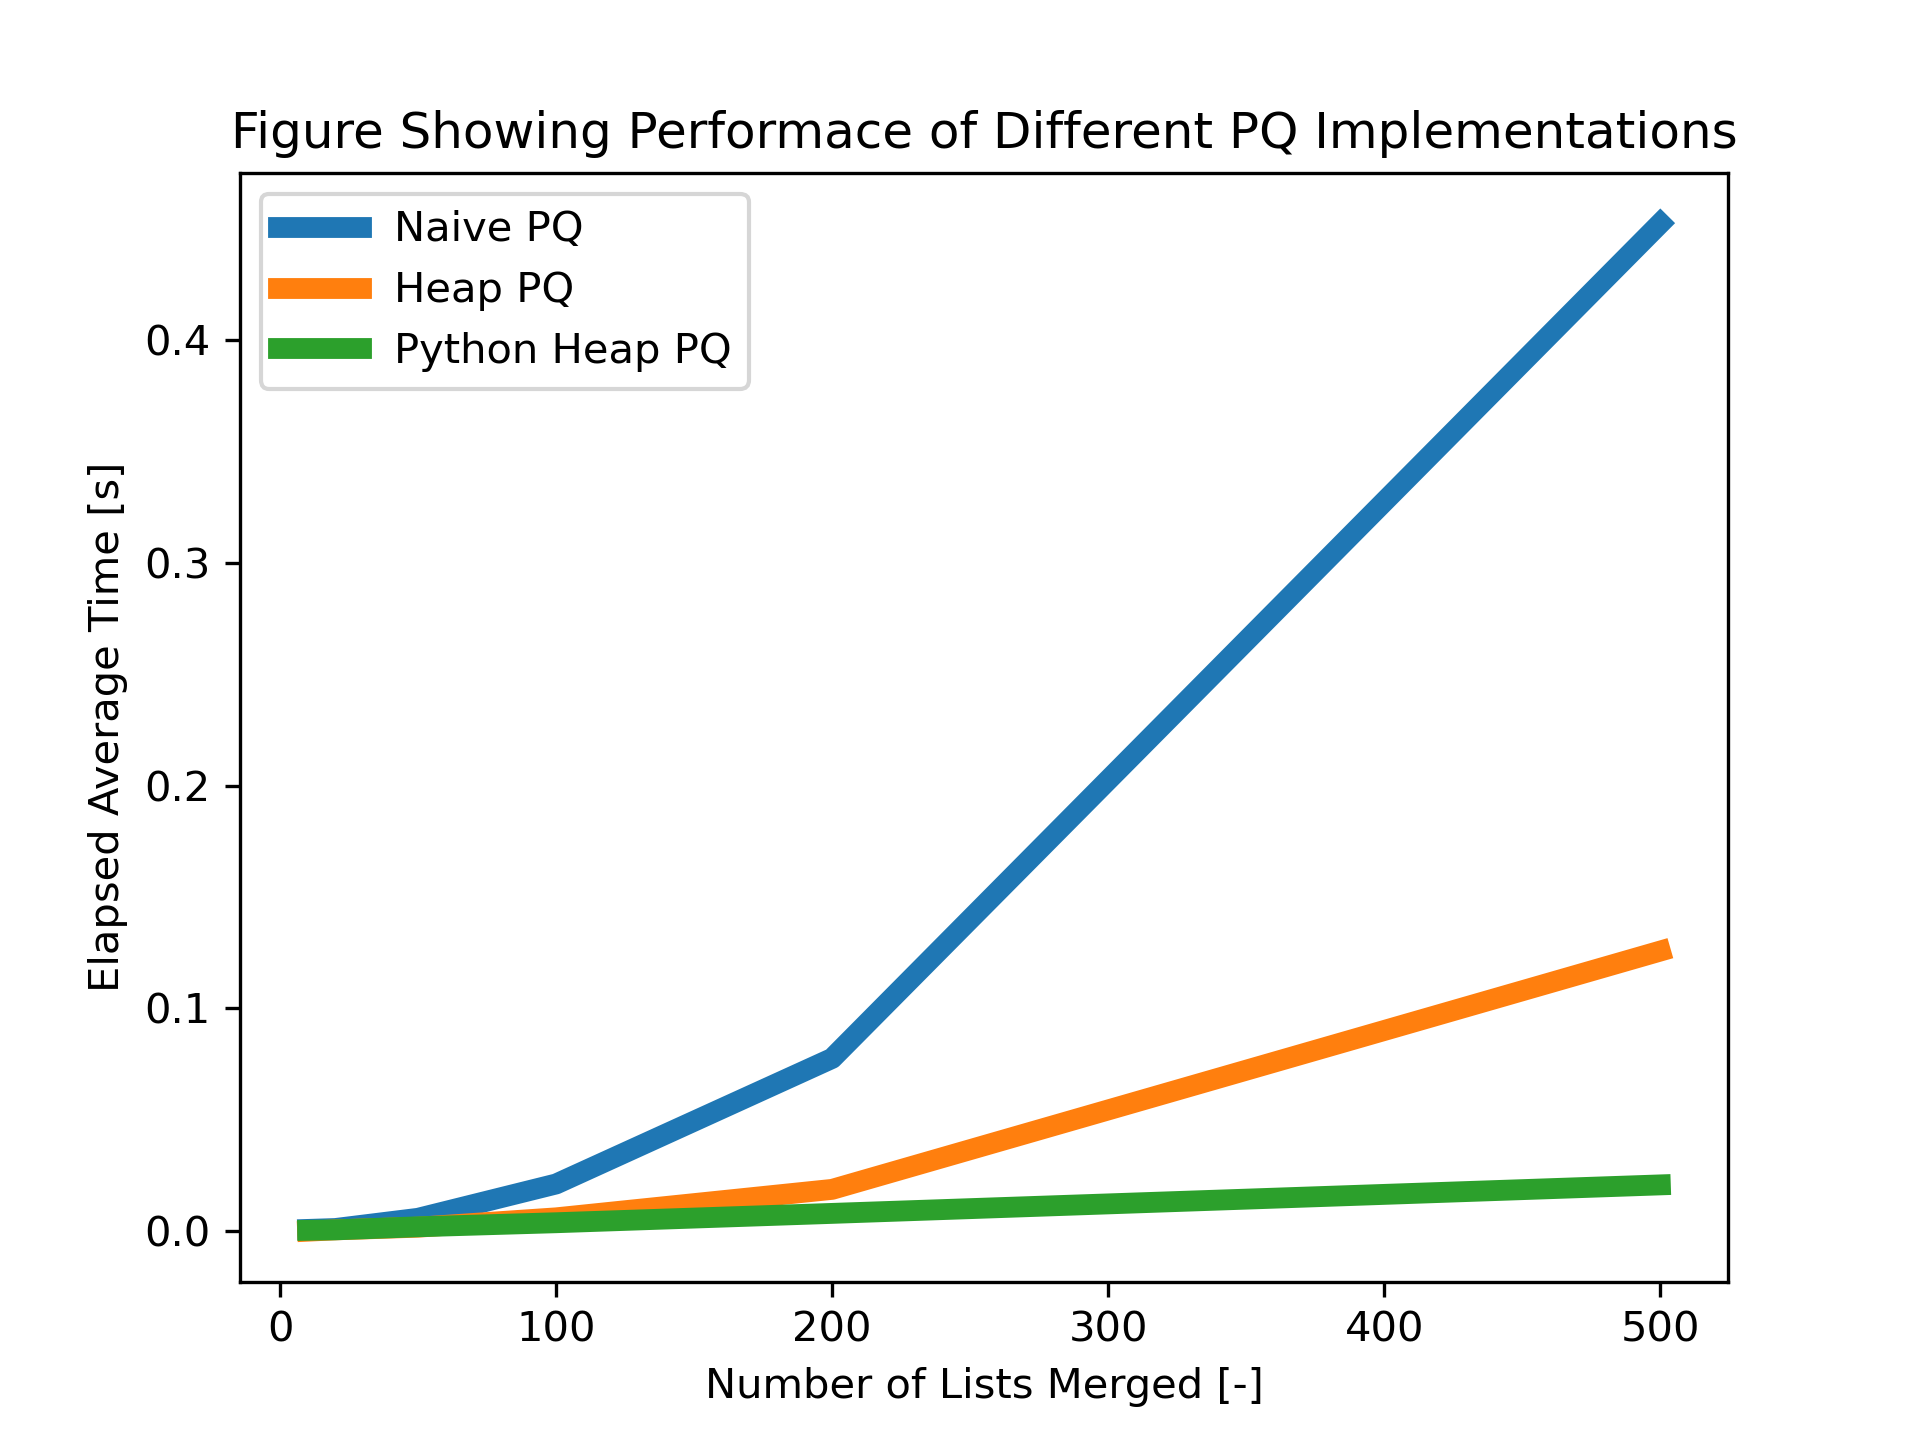 Figure Showing Performace of Different PQ Implementations
Naive PQ
Heap PQ
Python Heap PQ
Elapsed Average Time [s]
0.4
0.3
0.2
0.1
0.0
0 100 200 300 400 500
Number of Lists Merged [-]